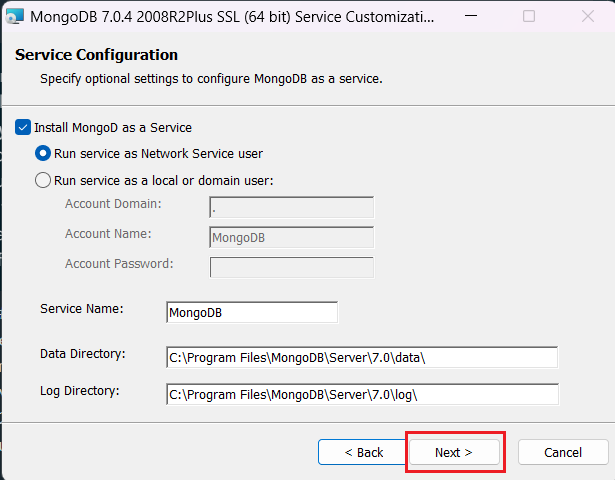 MongoDB 7.0.4 2008R2Plus SSL (64 bit) Service Customizati...
Service Configuration
Specify optional settings to configure MongoDB as a service.
Install MongoD as a Service
Run service as Network Service user
Run service as a local or domain user:
Account Domain: .
Account Name: MongoDB
Account Password:
Service Name: MongoDB
Data Directory: C:\Program Files\MongoDB\Server\7.0\data\
Log Directory: C:\Program Files\MongoDB\Server\7.0\log\
< Back Next > Cancel